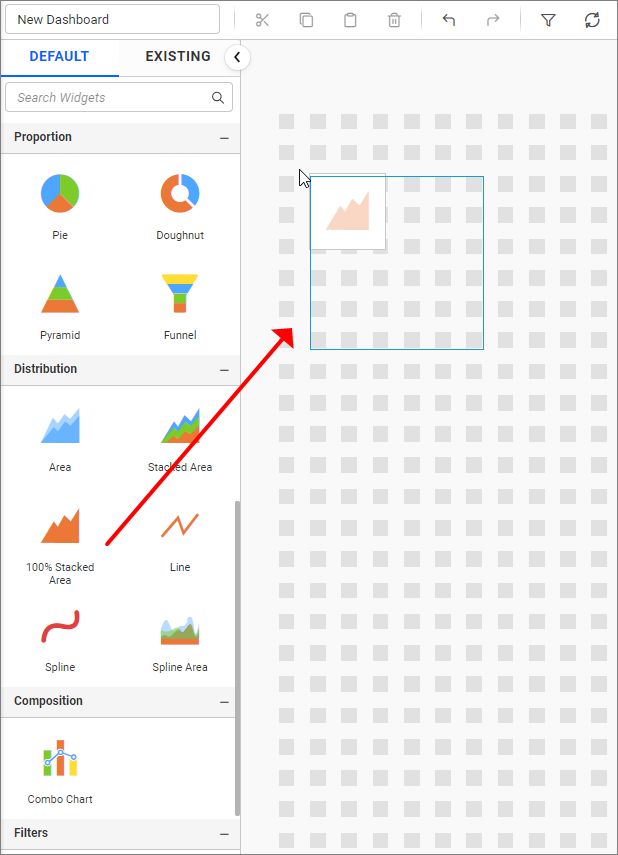 New Dashboard
DEFAULT
EXISTING
Search Widgets
Proportion
Pie
Doughnut
Pyramid
Funnel
Distribution
Area
Stacked Area
100% Stacked
Area
Line
Spline
Spline Area
Composition
Combo Chart
Filters